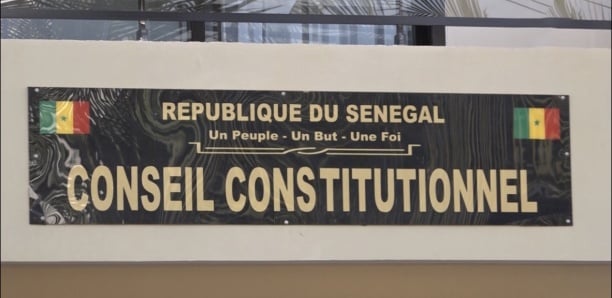 REPUBLIQUE DU SENEGAL
Un Peuple - Un But - Une Foi
CONSEIL CONSTITUTIONNEL